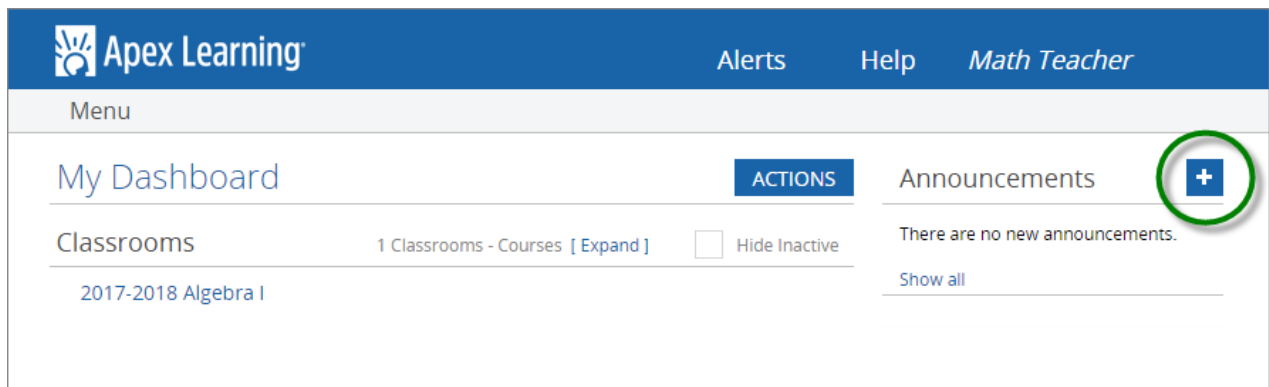 Apex Learning
Alerts Help Math Teacher
Menu
My Dashboard ACTIONS
Announcements +
Classrooms 1 Classrooms - Courses [ Expand ] Hide Inactive
There are no new announcements.
2017-2018 Algebra I
Show all